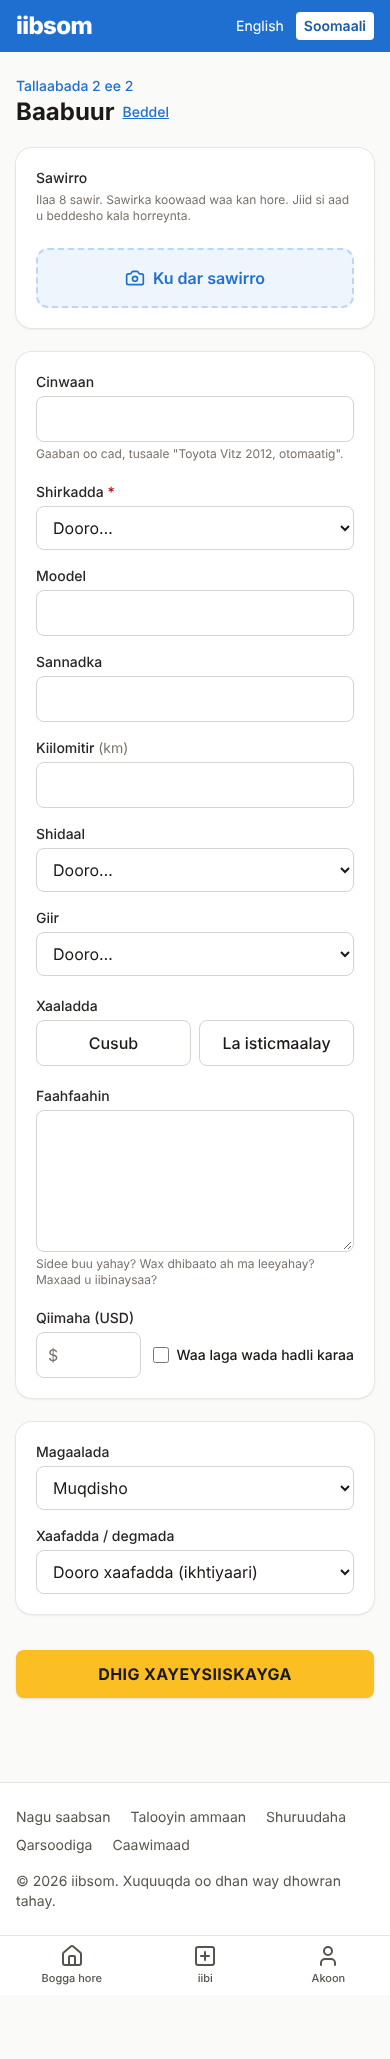 iibsom
English
Soomaali
Tallaabada 2 ee 2
Baabuur Beddel
Sawirro
Ilaa 8 sawir. Sawirka koowaad waa kan hore. Jiid si aad
u beddesho kala horreynta.
Ku dar sawirro
Cinwaan
Gaaban oo cad, tusaale "Toyota Vitz 2012, otomaatig".
Shirkadda *
Dooro...
Moodel
Sannadka
Kiilomitir (km)
Shidaal
Dooro...
Giir
Dooro...
Xaaladda
Cusub
La isticmaalay
Faahfaahin
Sidee buu yahay? Wax dhibaato ah ma leeyahay?
Maxaad u iibinaysaa?
Qiimaha (USD)
$
Waa laga wada hadli karaa
Magaalada
Muqdisho
Xaafadda / degmada
Dooro xaafadda (ikhtiyaari)
DHIG XAYEYSIISKAYGA
Nagu saabsan Talooyin ammaan Shuruudaha
Qarsoodiga Caawimaad
© 2026 iibsom. Xuquuqda oo dhan way dhowran
tahay.
Bogga hore
iibi
Akoon